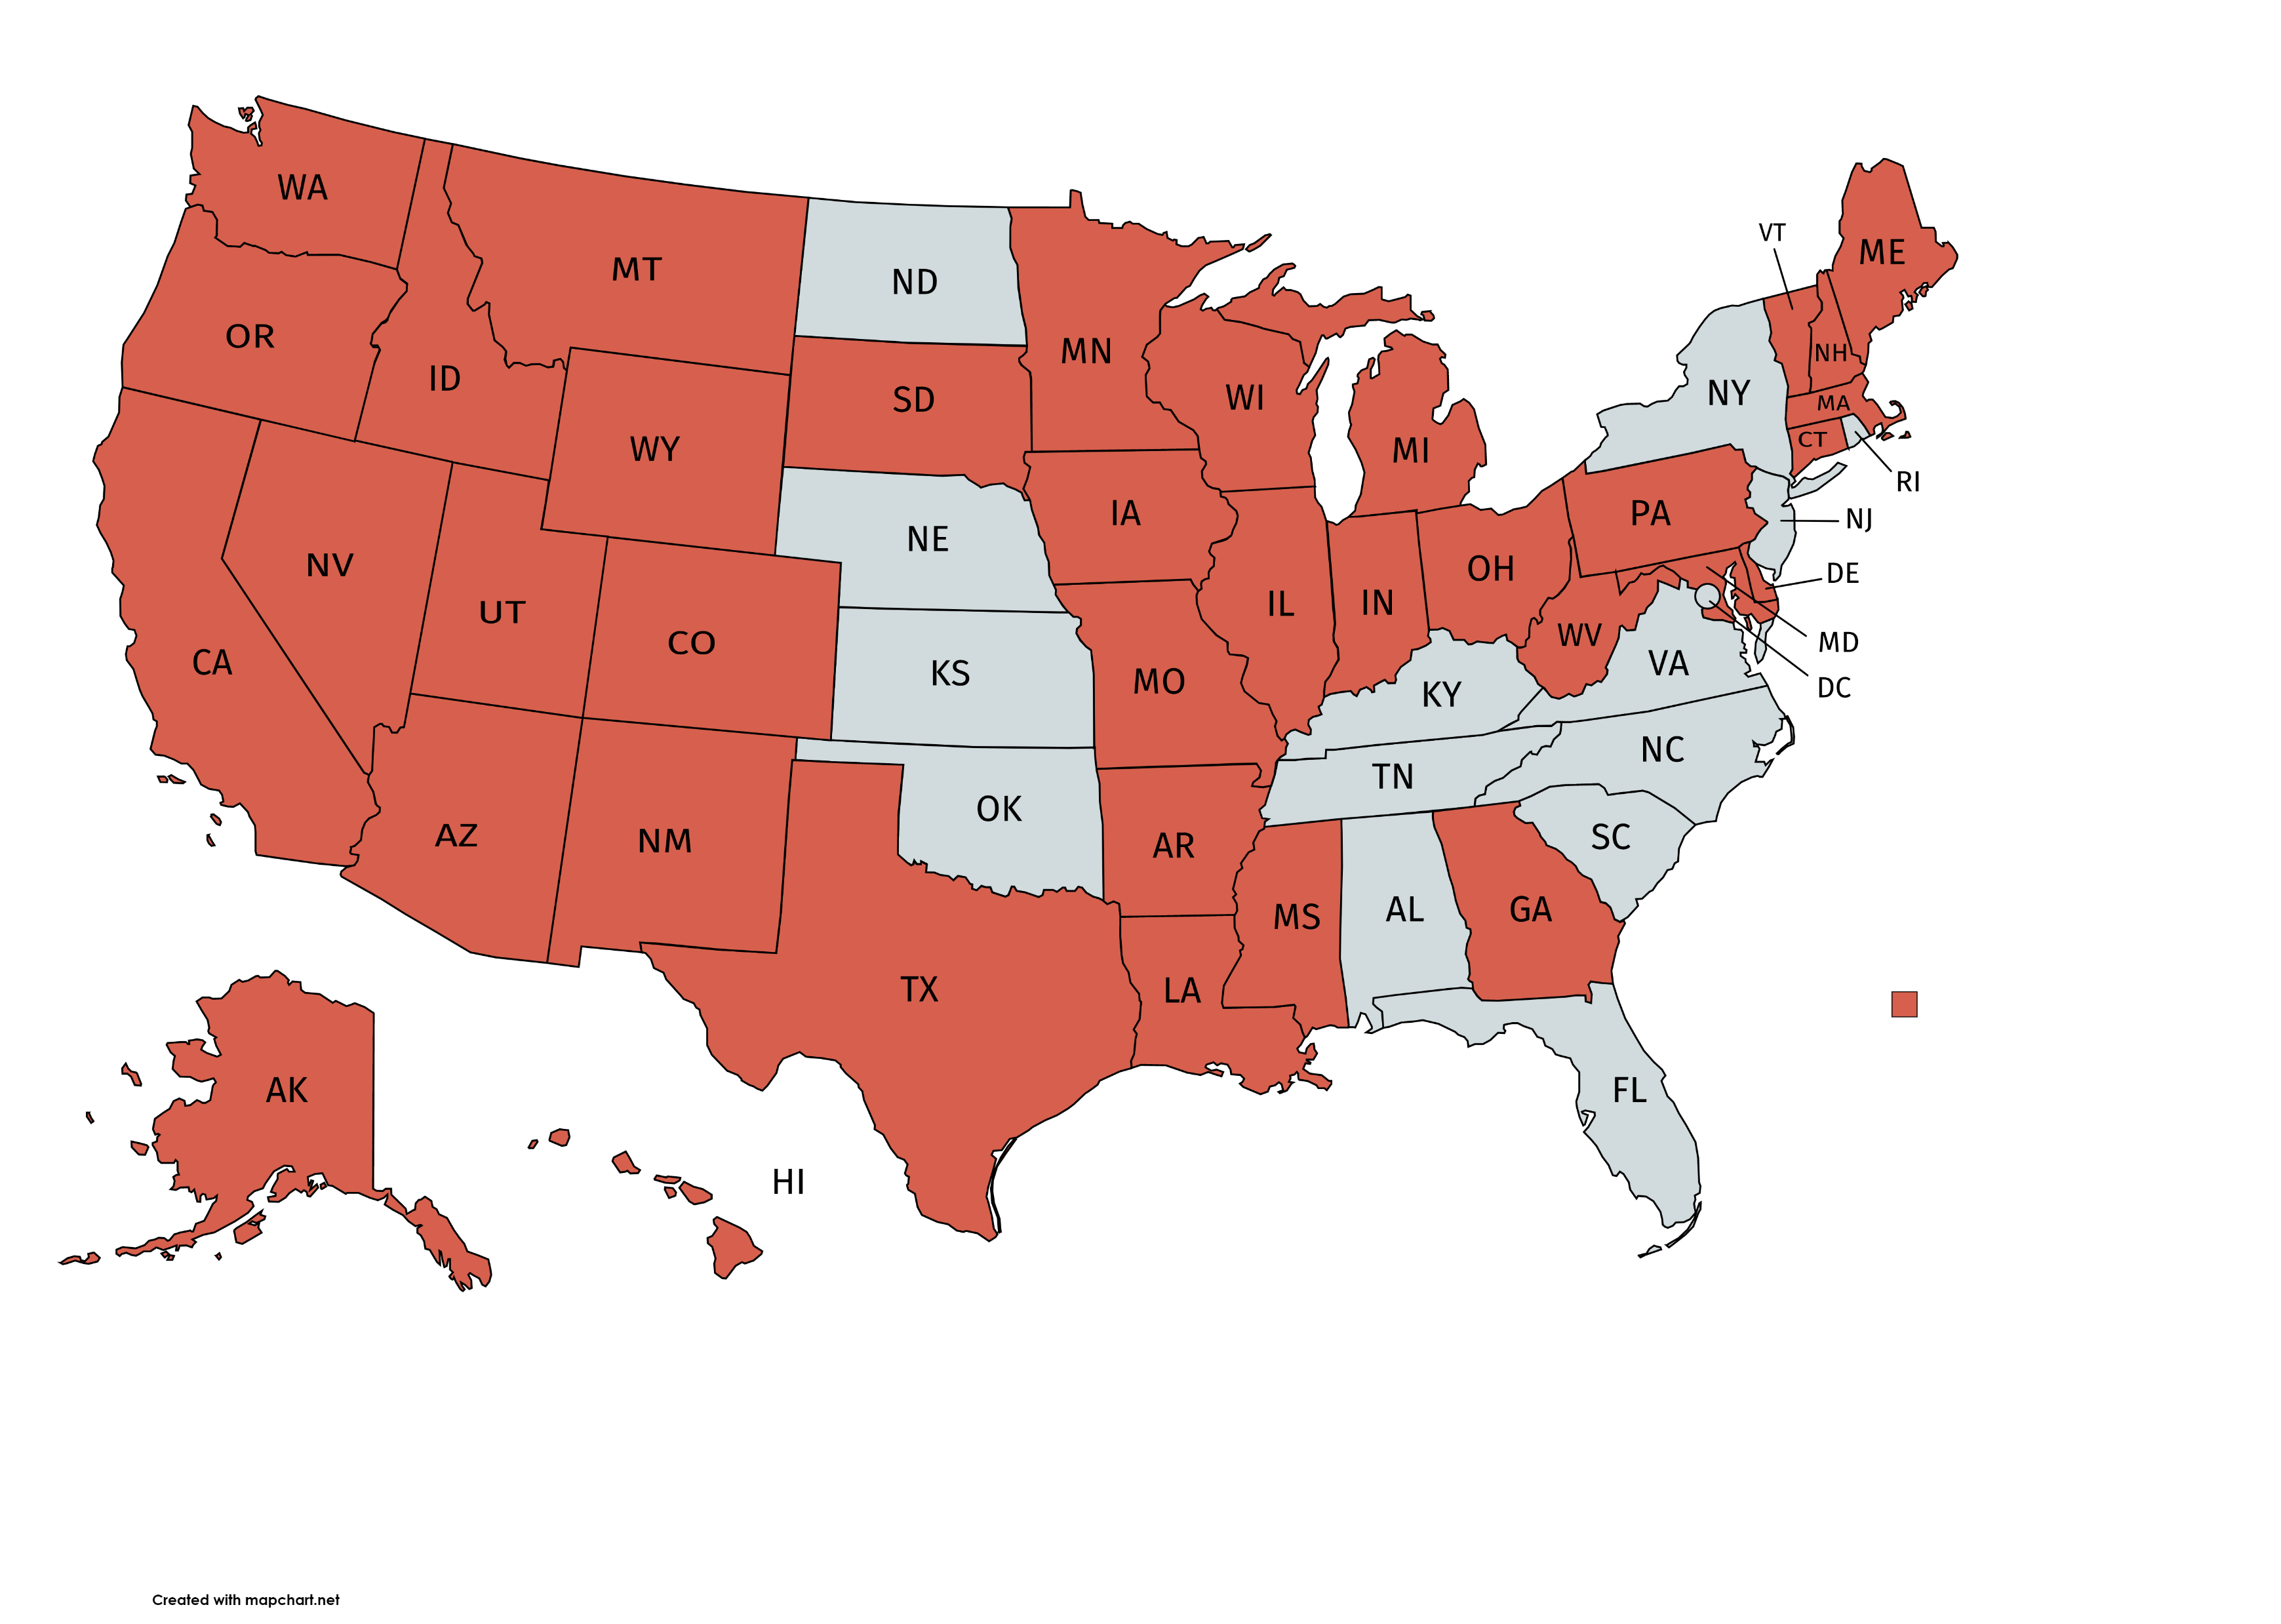 WA
MT
ND
MN
VT
ME
OR
ID
WY
SD
WI
MI
NY
NH
MA
CT
RI
NV
UT
CO
NE
IA
IL
IN
OH
PA
NJ
DE
CA
KS
MO
KY
WV
VA
MD
DC
AZ
NM
OK
AR
TN
NC
SC
TX
LA
MS
AL
GA
FL
AK
HI
Created with mapchart.net